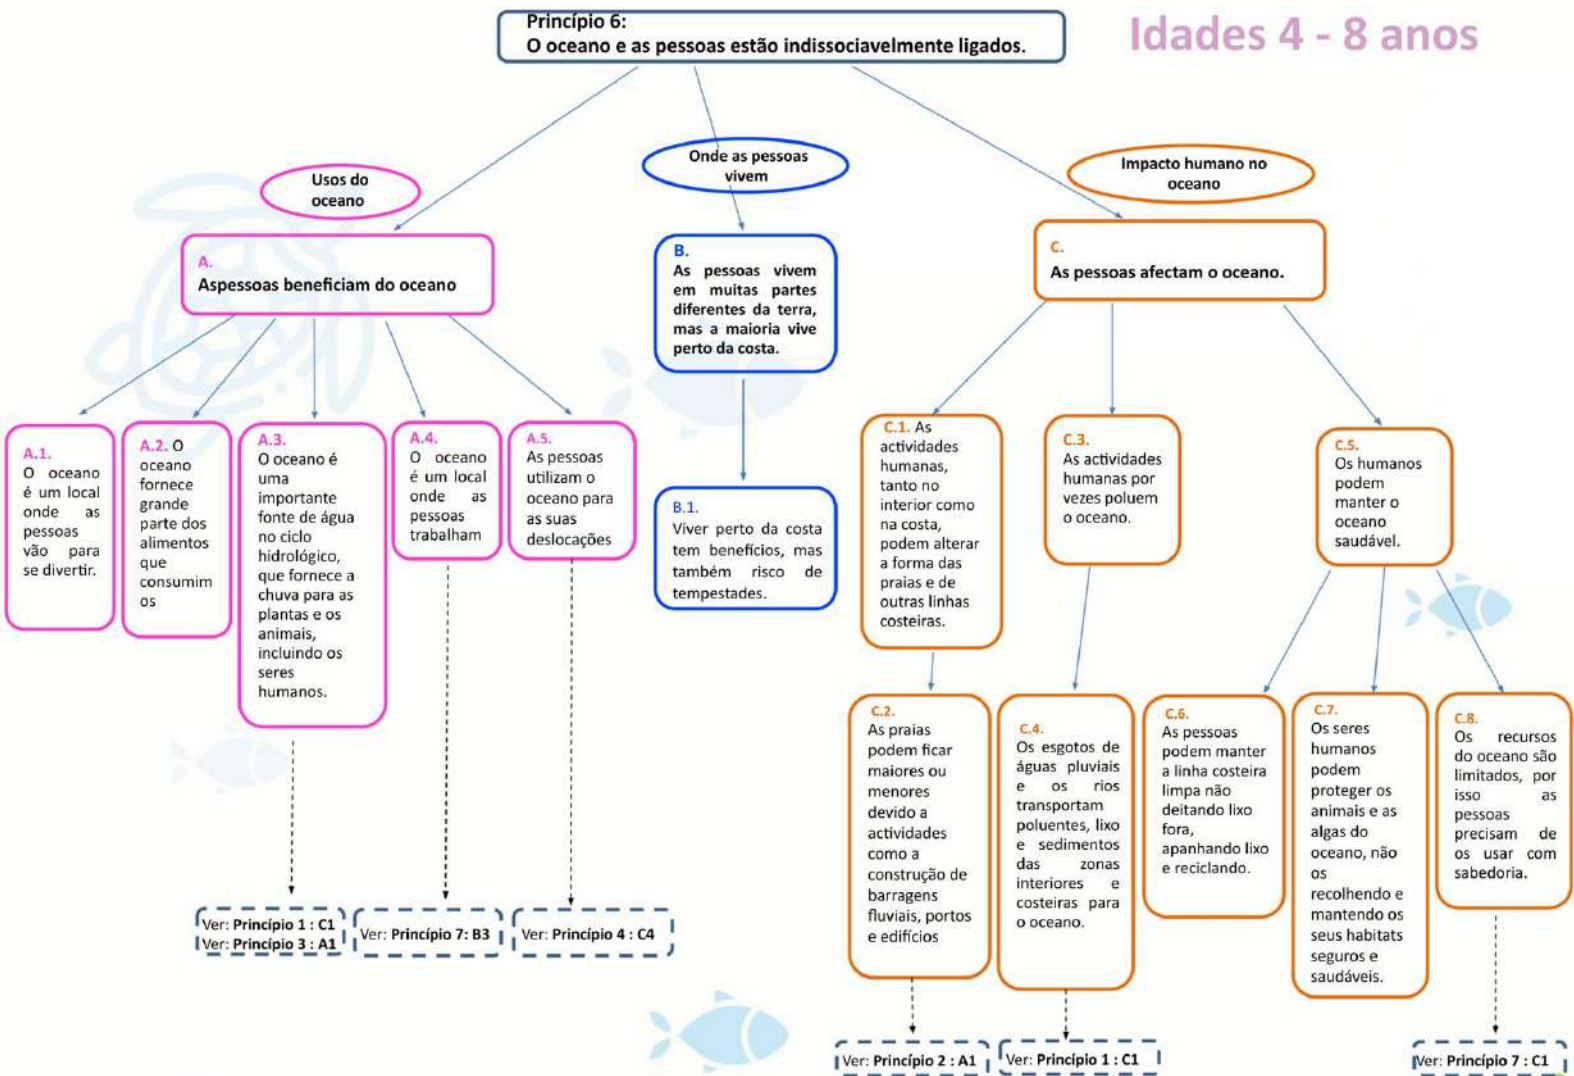 Princípio 6:
O oceano e as pessoas estão indissociavelmente ligados.
Idades 4 - 8 anos
Usos do
oceano
Onde as pessoas
vivem
Impacto humano no
oceano
A.
Aspessoas beneficiam do oceano
B.
As pessoas vivem
em muitas partes
diferentes da terra,
mas a maioria vive
perto da costa.
C.
As pessoas afectam o oceano.
A.1.
O oceano
é um local
onde as
pessoas
vão para
se divertir.
A.2. O
oceano
fornece
grande
parte dos
alimentos
que
consumim
os
A.3.
O oceano é
uma
importante
fonte de água
no ciclo
hidrológico,
que fornece a
chuva para as
plantas e os
animais,
incluindo os
seres
humanos.
A.4.
O oceano
é um local
onde as
pessoas
trabalham
A.5.
As pessoas
utilizam o
oceano para
as suas
deslocações
B.1.
Viver perto da costa
tem benefícios, mas
também risco de
tempestades.
C.1. As
actividades
humanas,
tanto no
interior como
na costa,
podem alterar
a forma das
praias e de
outras linhas
costeiras.
C.3.
As actividades
humanas por
vezes poluem
o oceano.
C.5.
Os humanos
podem
manter o
oceano
saudável.
C.2.
As praias
podem ficar
maiores ou
menores
devido a
actividades
como a
construção de
barragens
fluviais, portos
e edifícios
C.4.
Os esgotos de
águas pluviais
e os rios
transportam
poluentes, lixo
e sedimentos
das zonas
interiores e
costeiras para
o oceano.
C.6.
As pessoas
podem manter
a linha costeira
limpa não
deitando lixo
fora,
apanhando lixo
e reciclando.
C.7.
Os seres
humanos
podem
proteger os
animais e as
algas do
oceano, não
os
recolhendo e
mantendo os
seus habitats
seguros e
saudáveis.
C.8.
Os recursos
do oceano são
limitados, por
isso as
pessoas
precisam de
os usar com
sabedoria.
Ver: Princípio 1 : C1
Ver: Princípio 3 : A1
Ver: Princípio 7: B3
Ver: Princípio 4 : C4
Ver: Princípio 2 : A1
Ver: Princípio 1 : C1
Ver: Princípio 7 : C1